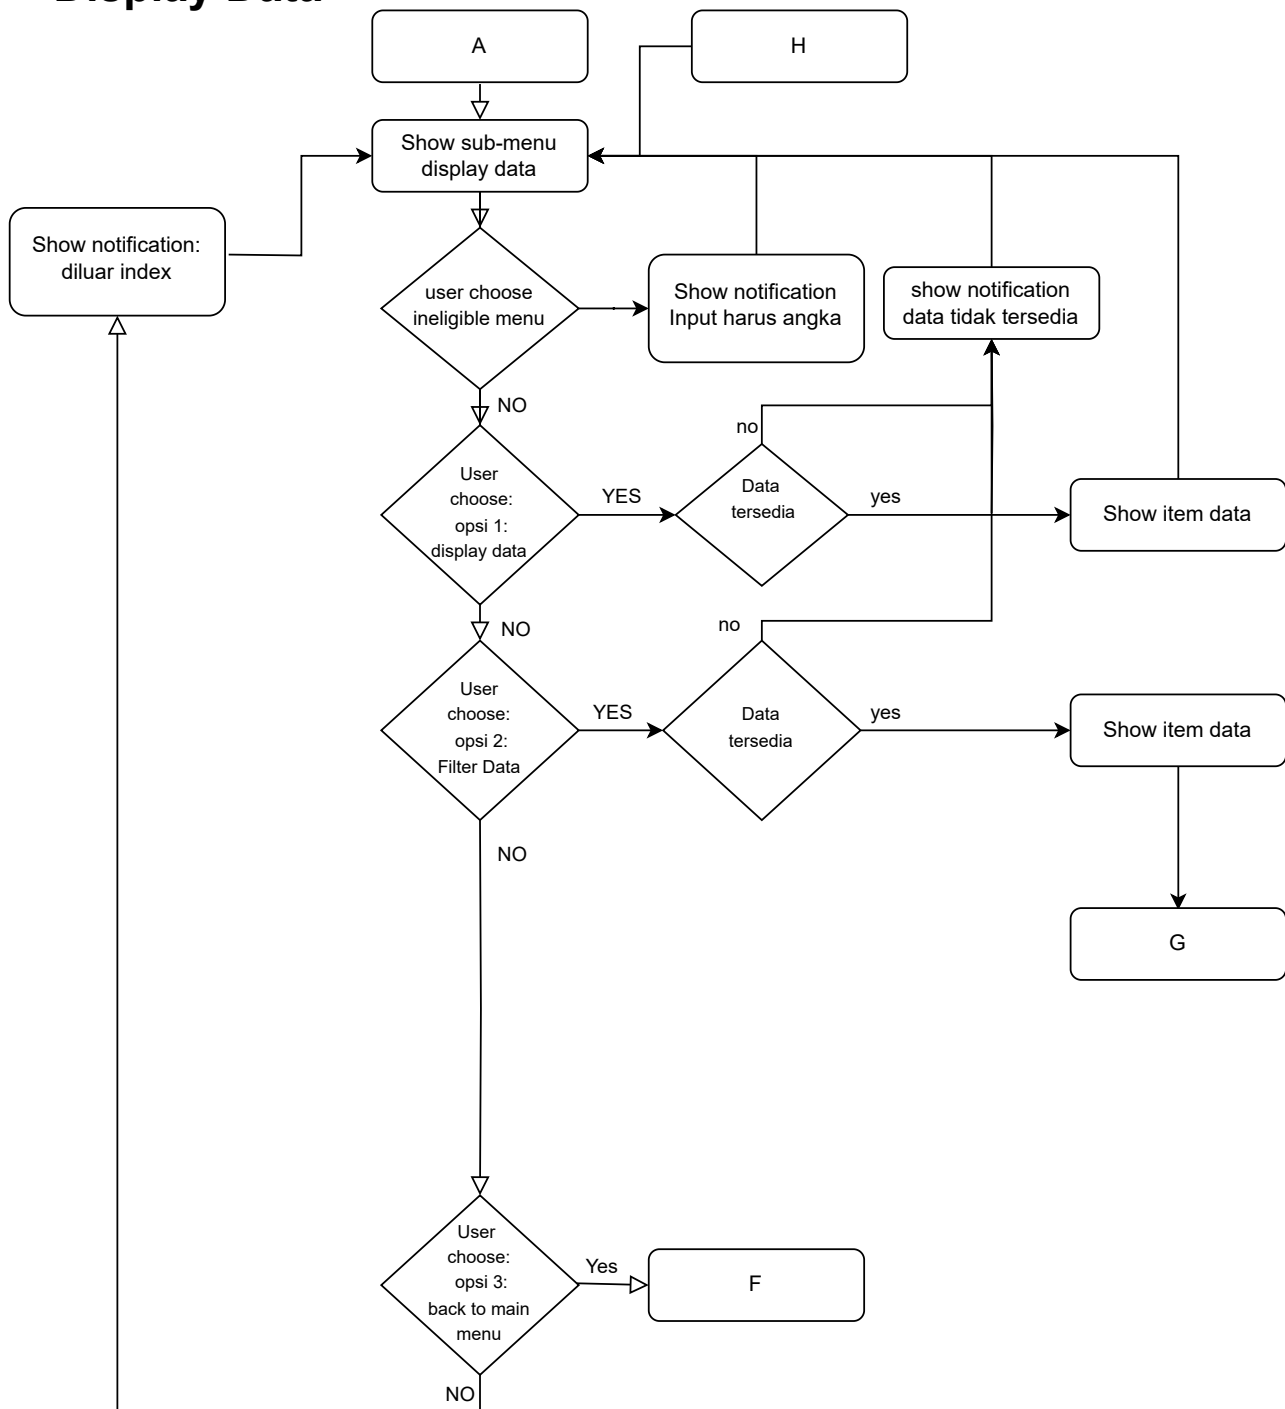 Display Data
A
H
Show sub-menu
display data
Show notification:
diluar index
user choose
ineligible menu
Show notification
Input harus angka
show notification
data tidak tersedia
NO
no
User
choose:
opsi 1:
display data
YES
Data
tersedia
yes
Show item data
NO
no
User
choose:
opsi 2:
Filter Data
YES
Data
tersedia
yes
Show item data
NO
G
User
choose:
opsi 3:
back to main
menu
Yes
F
NO